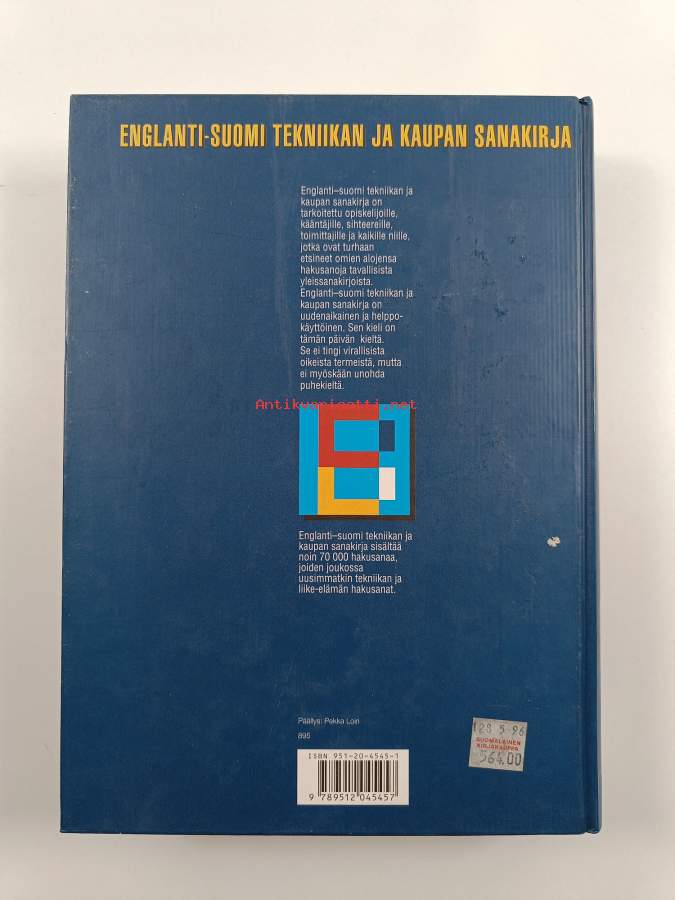 ENGLANTI-SUOMI TEKNIIKAN JA KAUPAN SANAKIRJA
Englanti–suomi tekniikan ja
kaupan sanakirja on
tarkoitettu opiskelijoille,
kääntäjille, sihteereille,
toimittajille ja kaikille niille,
jotka ovat turhaan
etsineet omien alojensa
hakusanoja tavallisista
yleissanakirjoista.
Englanti–suomi tekniikan ja
kaupan sanakirja on
uudenaikainen ja helppo-
käyttöinen. Sen kieli on
tämän päivän kieltä.
Se ei tingi virallisista
oikeista termeistä, mutta
ei myöskään unohda
puhekieltä.
Antikvariaatti.net
Englanti–suomi tekniikan ja
kaupan sanakirja sisältää
noin 70 000 hakusanaa,
joiden joukossa
uusimmatkin tekniikan ja
liike-elämän hakusanat.
Päällys: Pekka Loiri
895
ISBN 951-20-4545-1
9 789512 045457
128 5 96
SUOMALAINEN
KIRJAKAUPPA
564.00